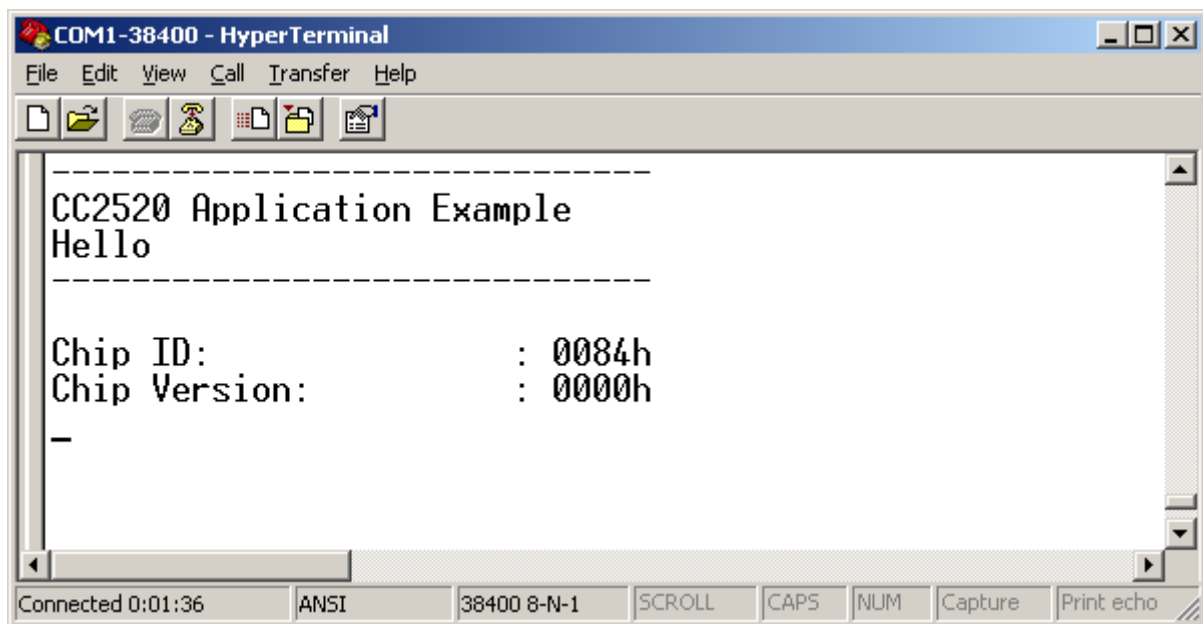 COM1-38400 - HyperTerminal
File Edit View Call Transfer Help
------------------------------
CC2520 Application Example
Hello
------------------------------
Chip ID: : 0084h
Chip Version: : 0000h
_
Connected 0:01:36 ANSI 38400 8-N-1 SCROLL CAPS NUM Capture Print echo